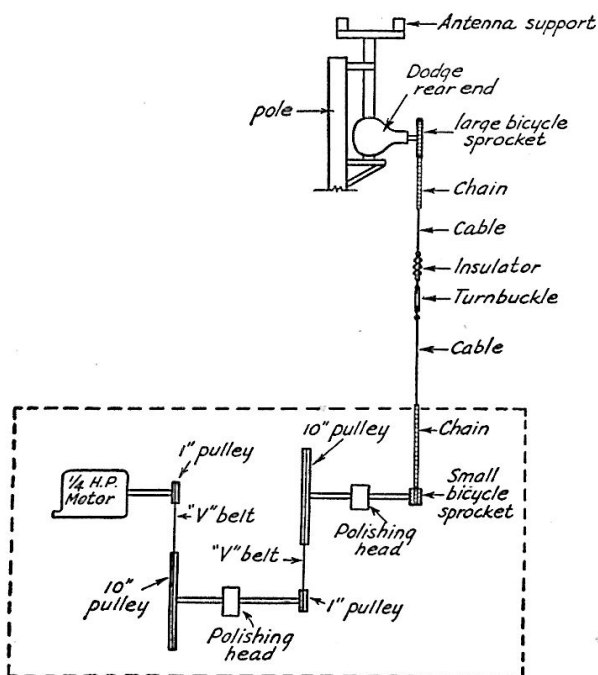 Antenna support
Dodge
rear end
pole
large bicycle
sprocket
Chain
Cable
Insulator
Turnbuckle
Cable
Chain
10" pulley
1" pulley
1/4 H.P.
Motor
Small
bicycle
sprocket
"V" belt
Polishing
head
"V" belt
10"
pulley
1" pulley
Polishing
head